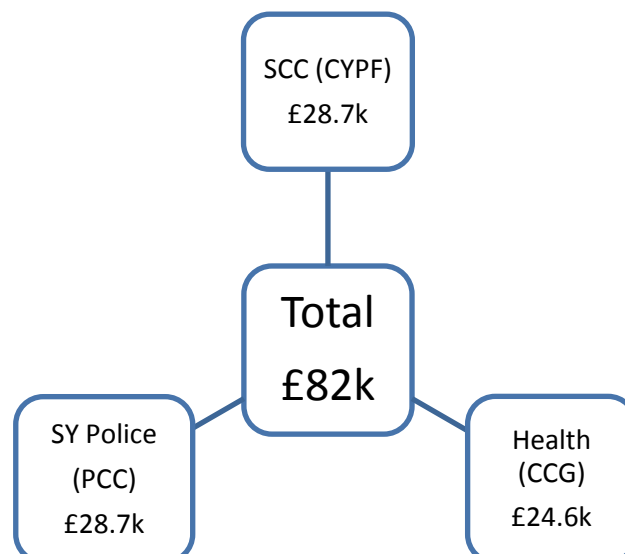 SCC (CYPF)
£28.7k
Total
£82k
SY Police
(PCC)
£28.7k
Health
(CCG)
£24.6k